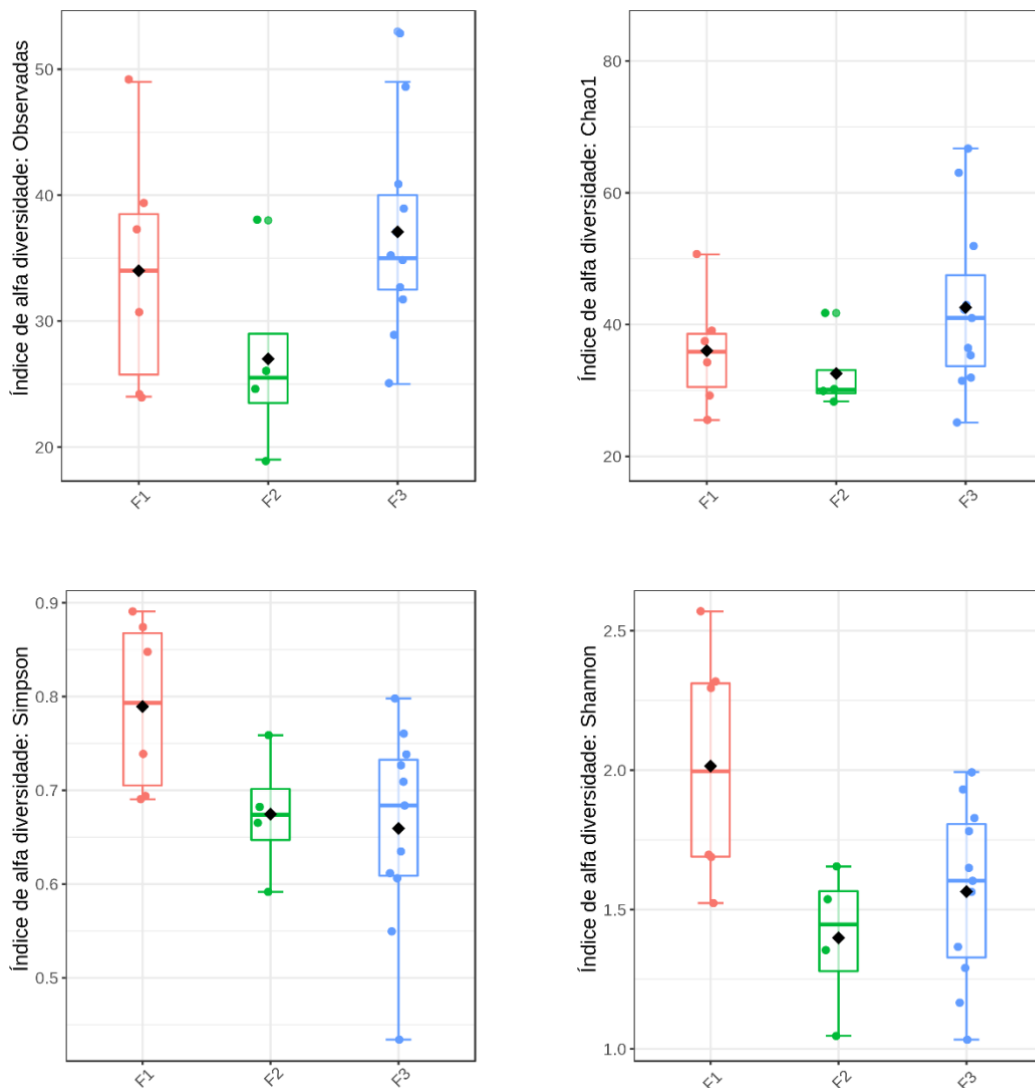 Índice de alfa diversidade: Observadas
50
40
30
20
F1
F2
F3
Índice de alfa diversidade: Chao1
80
60
40
20
F1
F2
F3
Índice de alfa diversidade: Simpson
0.9
0.8
0.7
0.6
0.5
F1
F2
F3
Índice de alfa diversidade: Shannon
2.5
2.0
1.5
1.0
F1
F2
F3